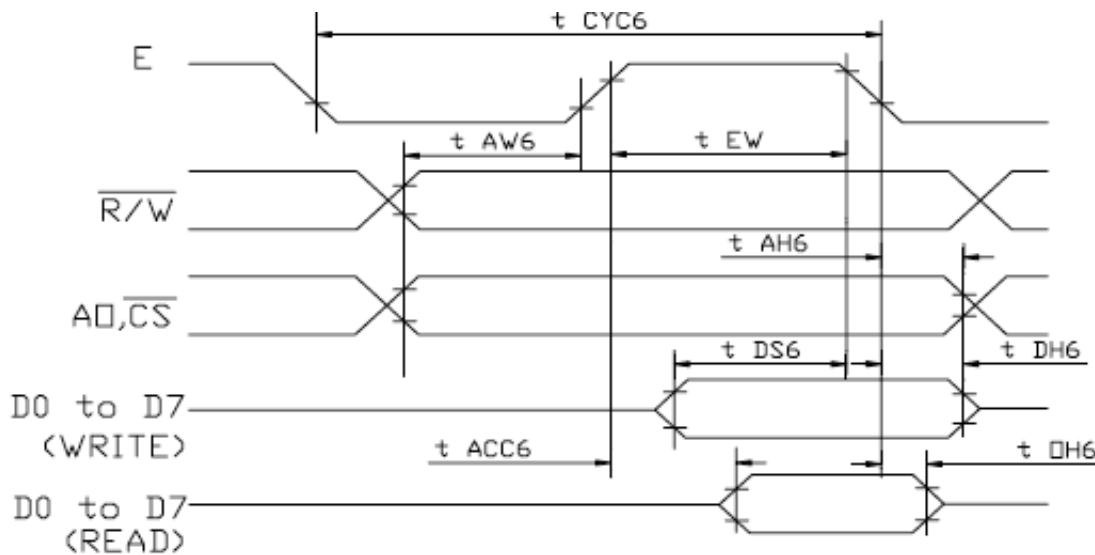 t CYC6
E
t AW6
t EW
R/W
t AH6
A0,CS
t DS6
t DH6
D0 to D7
(WRITE)
t ACC6
t OH6
D0 to D7
(READ)